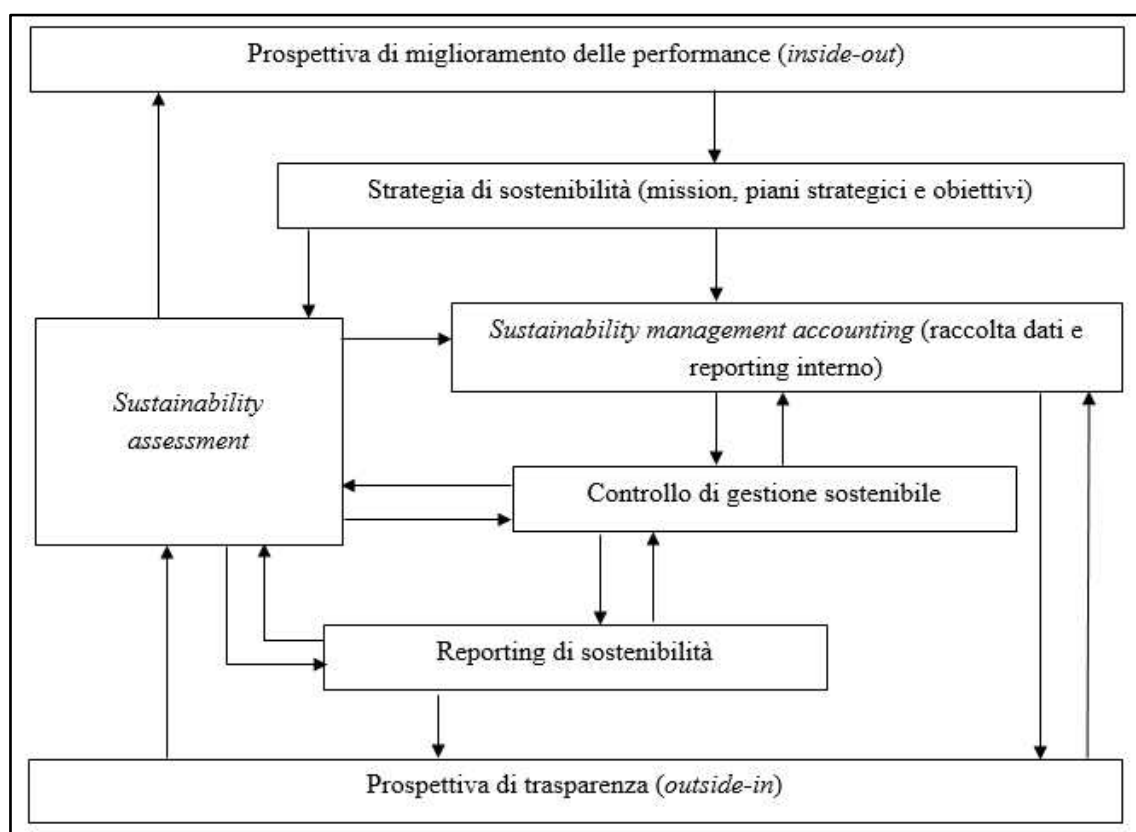 Prospettiva di miglioramento delle performance (inside-out)
Strategia di sostenibilità (mission, piani strategici e obiettivi)
Sustainability management accounting (raccolta dati e
reporting interno)
Sustainability
assessment
Controllo di gestione sostenibile
Reporting di sostenibilità
Prospettiva di trasparenza (outside-in)